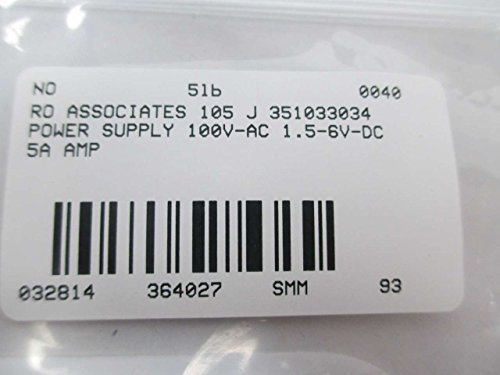 NO 5lb 0040
RO ASSOCIATES 105 J 351033034
POWER SUPPLY 100V-AC 1.5-6V-DC
5A AMP
032814 364027 SMM 93